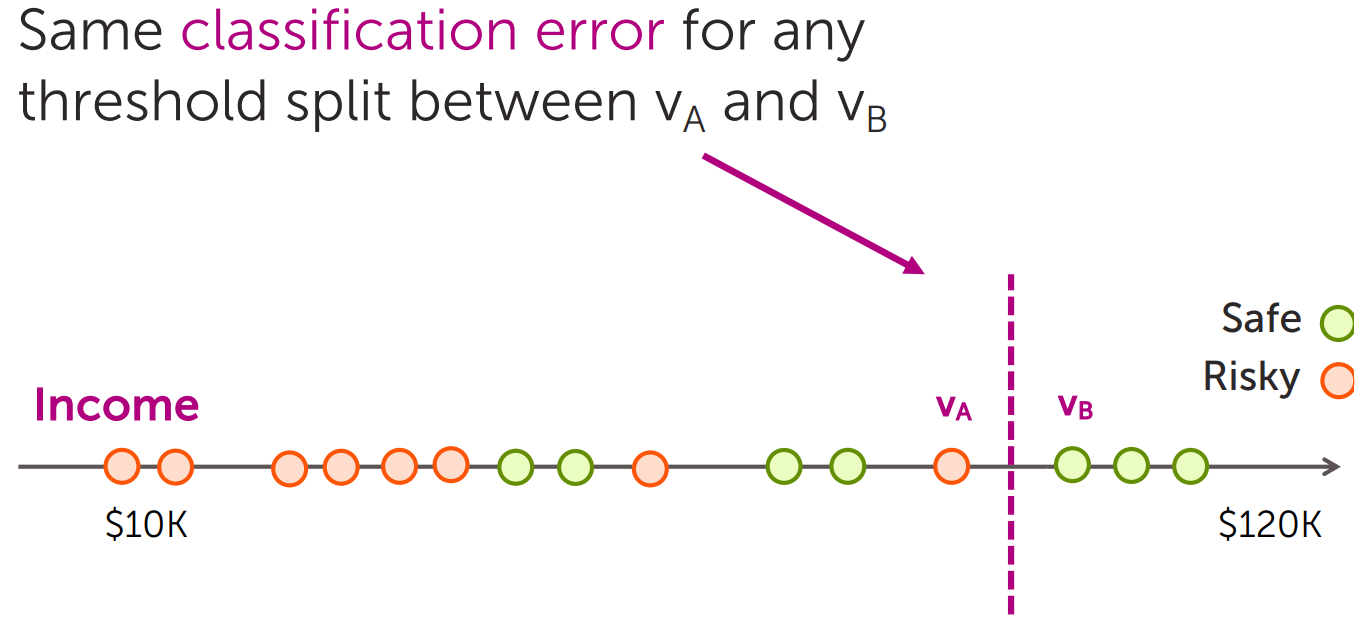 Same classification error for any
threshold split between vA and vB
Safe
Risky
Income
vA
vB
$10K
$120K